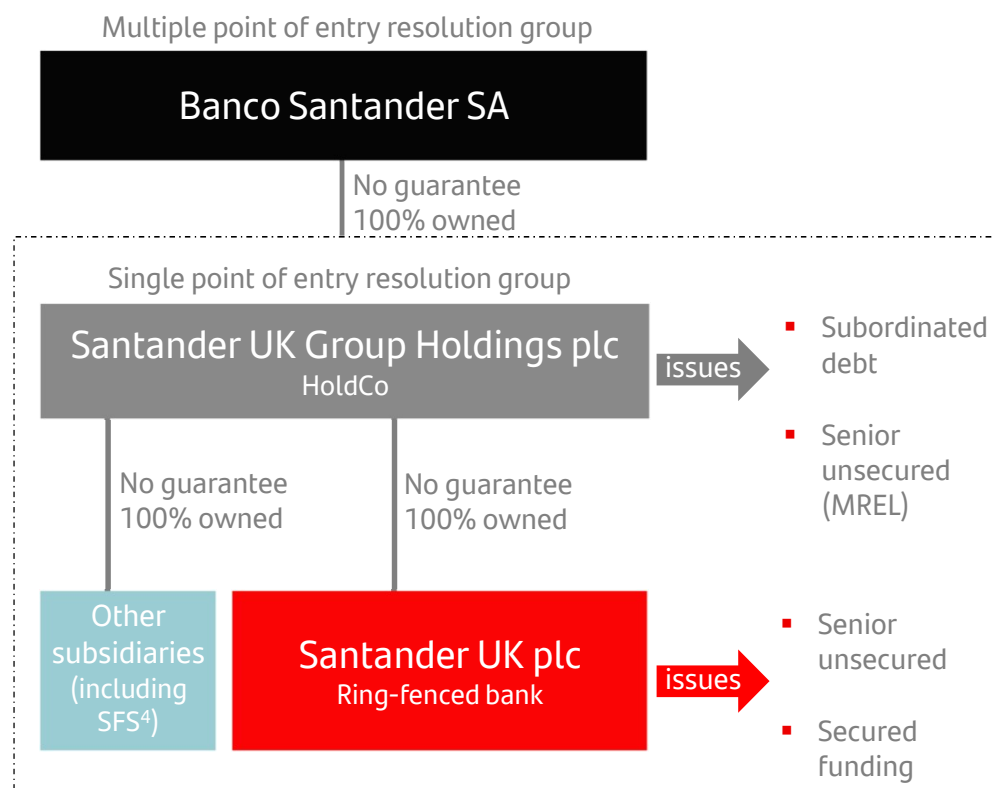 Multiple point of entry resolution group
Banco Santander SA
No guarantee
100% owned
Single point of entry resolution group
Santander UK Group Holdings plc
HoldCo
issues
▪ Subordinated
debt
▪ Senior
unsecured
(MREL)
No guarantee
100% owned
No guarantee
100% owned
Other
subsidiaries
(including
SFS⁴)
Santander UK plc
Ring-fenced bank
issues
▪ Senior
unsecured
▪ Secured
funding